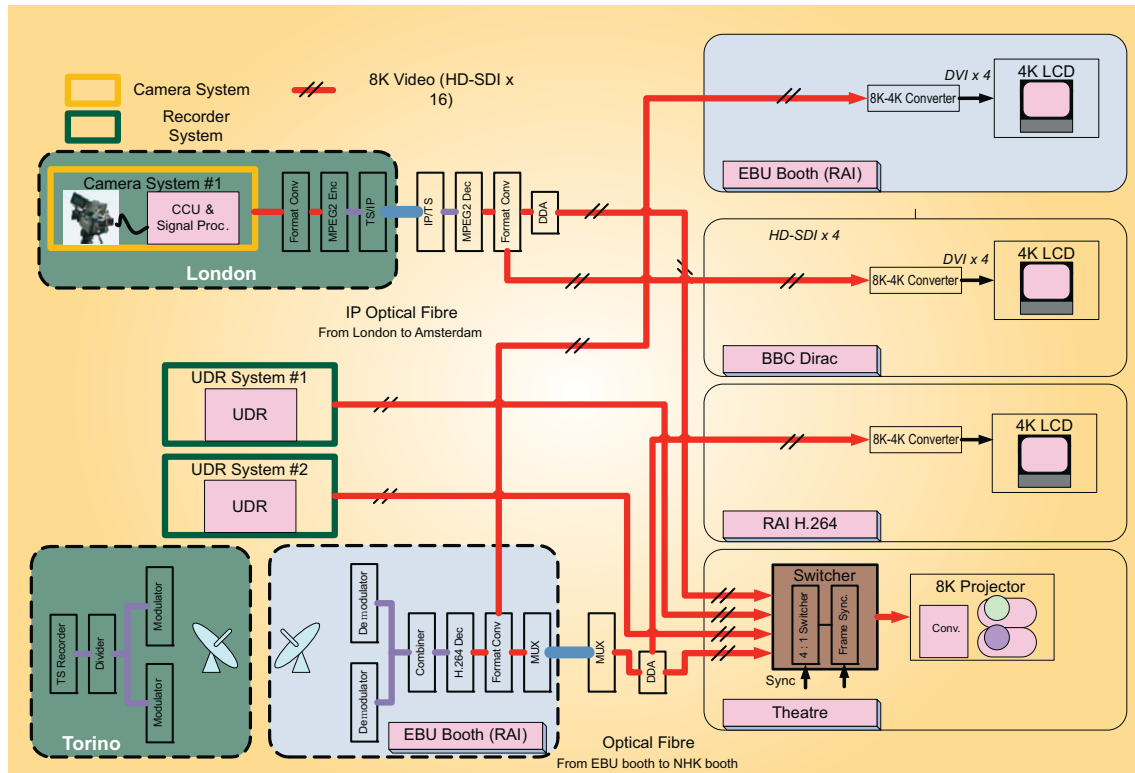 Camera System
Recorder
System
8K Video (HD-SDI x
16)
Camera System #1
CCU &
Signal Proc.
Format Conv
MPEG2 Enc
TS/IP
IP/TS
MPEG2 Dec
Format Conv
DDA
London
IP Optical Fibre
From London to Amsterdam
DVI x 4
4K LCD
8K-4K Converter
EBU Booth (RAI)
HD-SDI x 4
DVI x 4
4K LCD
8K-4K Converter
BBC Dirac
4K LCD
8K-4K Converter
RAI H.264
UDR System #1
UDR
UDR System #2
UDR
Switcher
4 : 1 Switcher
Frame Sync.
Sync
8K Projector
Conv.
Theatre
TS Recorder
Divider
Modulator
Modulator
Torino
Demodulator
Demodulator
Combiner
H.264 Dec
Format Conv
MUX
EBU Booth (RAI)
MUX
DDA
Optical Fibre
From EBU booth to NHK booth